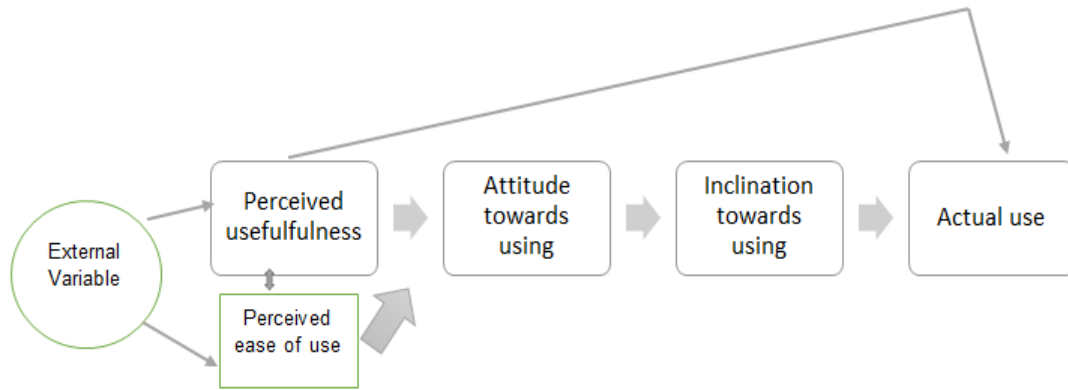 External
Variable
Perceived
usefulfulness
Perceived
ease of use
Attitude
towards
using
Inclination
towards
using
Actual use